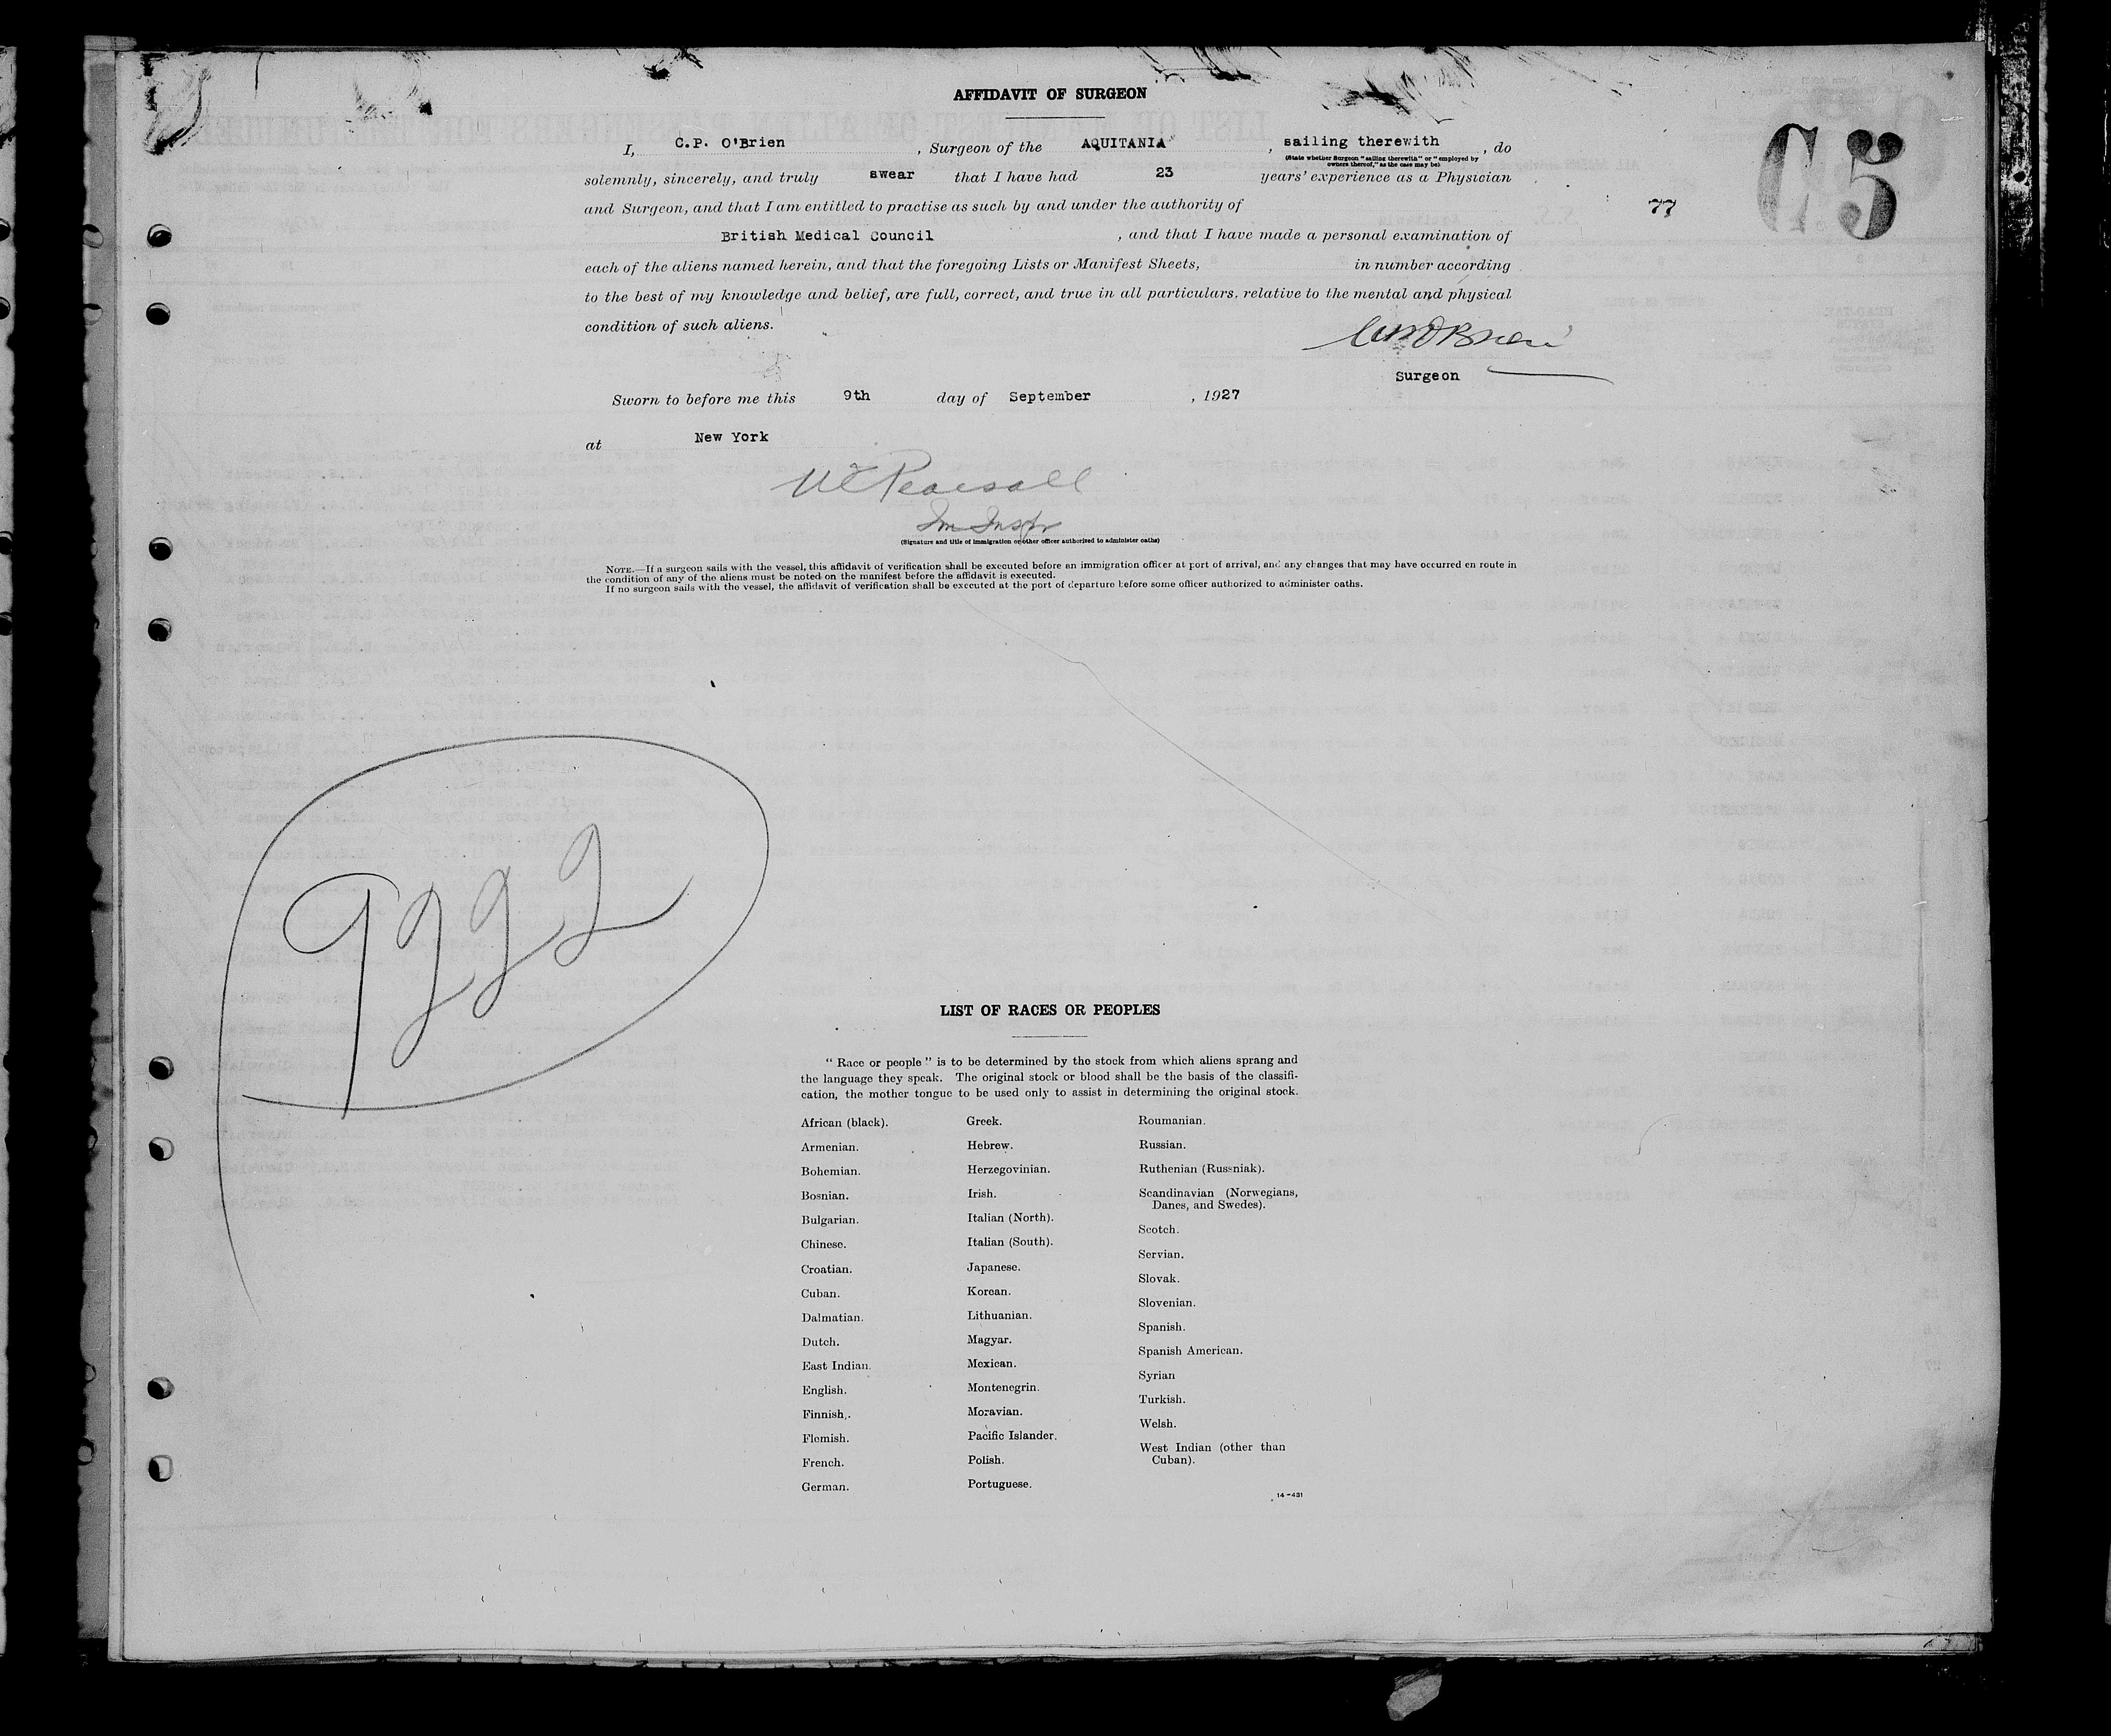 AFFIDAVIT OF SURGEON
C 5
I, C.P. O'Brien , Surgeon of the AQUITANIA , sailing therewith , do
(State whether Surgeon "sailing therewith" or "employed by
owners thereof," as the case may be)
solemnly, sincerely, and truly swear that I have had 23 years' experience as a Physician
and Surgeon, and that I am entitled to practise as such by and under the authority of
77
British Medical Council , and that I have made a personal examination of
each of the aliens named herein, and that the foregoing Lists or Manifest Sheets, in number according
to the best of my knowledge and belief, are full, correct, and true in all particulars, relative to the mental and physical
condition of such aliens.
O'Brien
Surgeon
Sworn to before me this 9th day of September , 1927
at New York
Pearsall
Im Inspr
(Signature and title of immigration or other officer authorized to administer oaths)
NOTE.—If a surgeon sails with the vessel, this affidavit of verification shall be executed before an immigration officer at port of arrival, and any changes that may have occurred en route in
the condition of any of the aliens must be noted on the manifest before the affidavit is executed.
If no surgeon sails with the vessel, the affidavit of verification shall be executed at the port of departure before some officer authorized to administer oaths.
LIST OF RACES OR PEOPLES
"Race or people" is to be determined by the stock from which aliens sprang and
the language they speak. The original stock or blood shall be the basis of the classifi-
cation, the mother tongue to be used only to assist in determining the original stock.
African (black).
Armenian.
Bohemian.
Bosnian.
Bulgarian.
Chinese.
Croatian.
Cuban.
Dalmatian.
Dutch.
East Indian.
English.
Finnish.
Flemish.
French.
German.
Greek.
Hebrew.
Herzegovinian.
Irish.
Italian (North).
Italian (South).
Japanese.
Korean.
Lithuanian.
Magyar.
Mexican.
Montenegrin.
Moravian.
Pacific Islander.
Polish.
Portuguese.
Roumanian.
Russian.
Ruthenian (Russniak).
Scandinavian (Norwegians,
Danes, and Swedes).
Scotch.
Servian.
Slovak.
Slovenian.
Spanish.
Spanish American.
Syrian
Turkish.
Welsh.
West Indian (other than
Cuban).
14-431